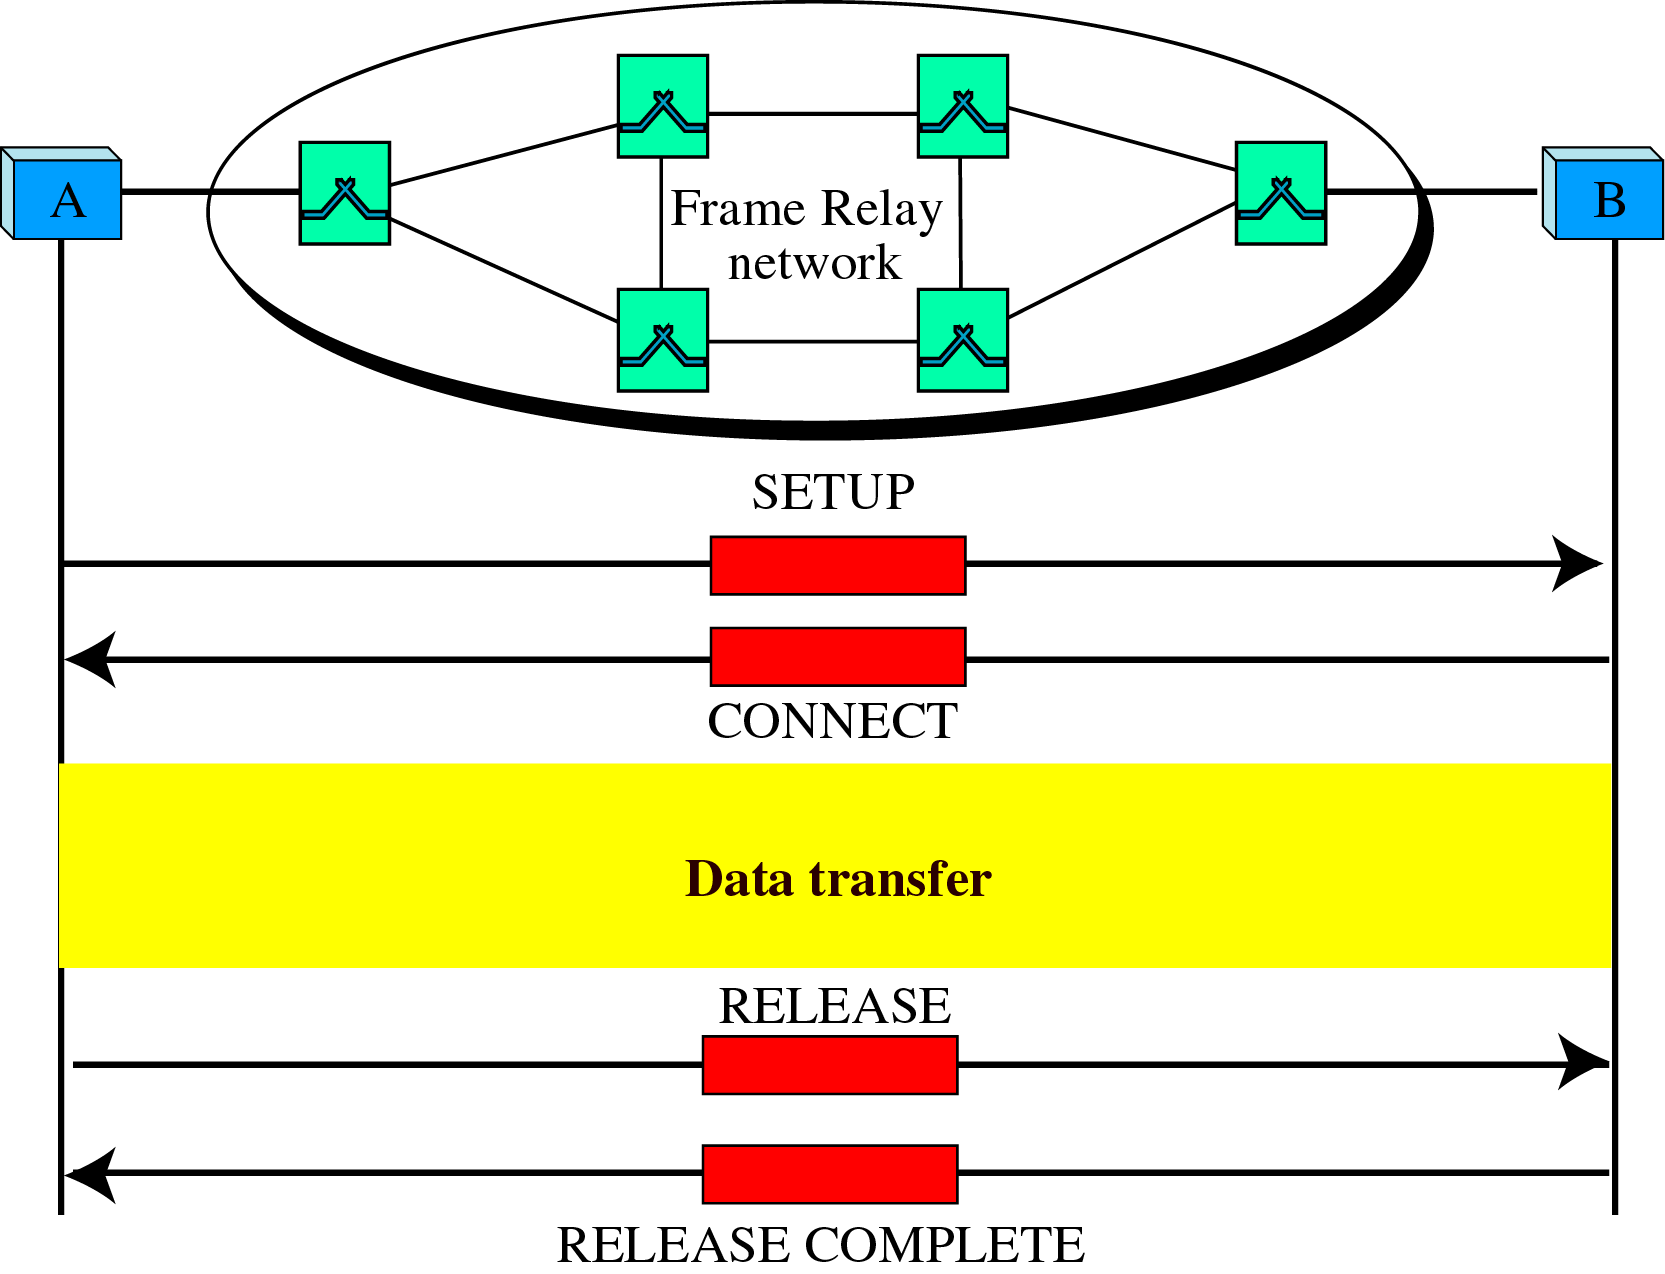 A
Frame Relay
network
B
SETUP
CONNECT
Data transfer
RELEASE
RELEASE COMPLETE